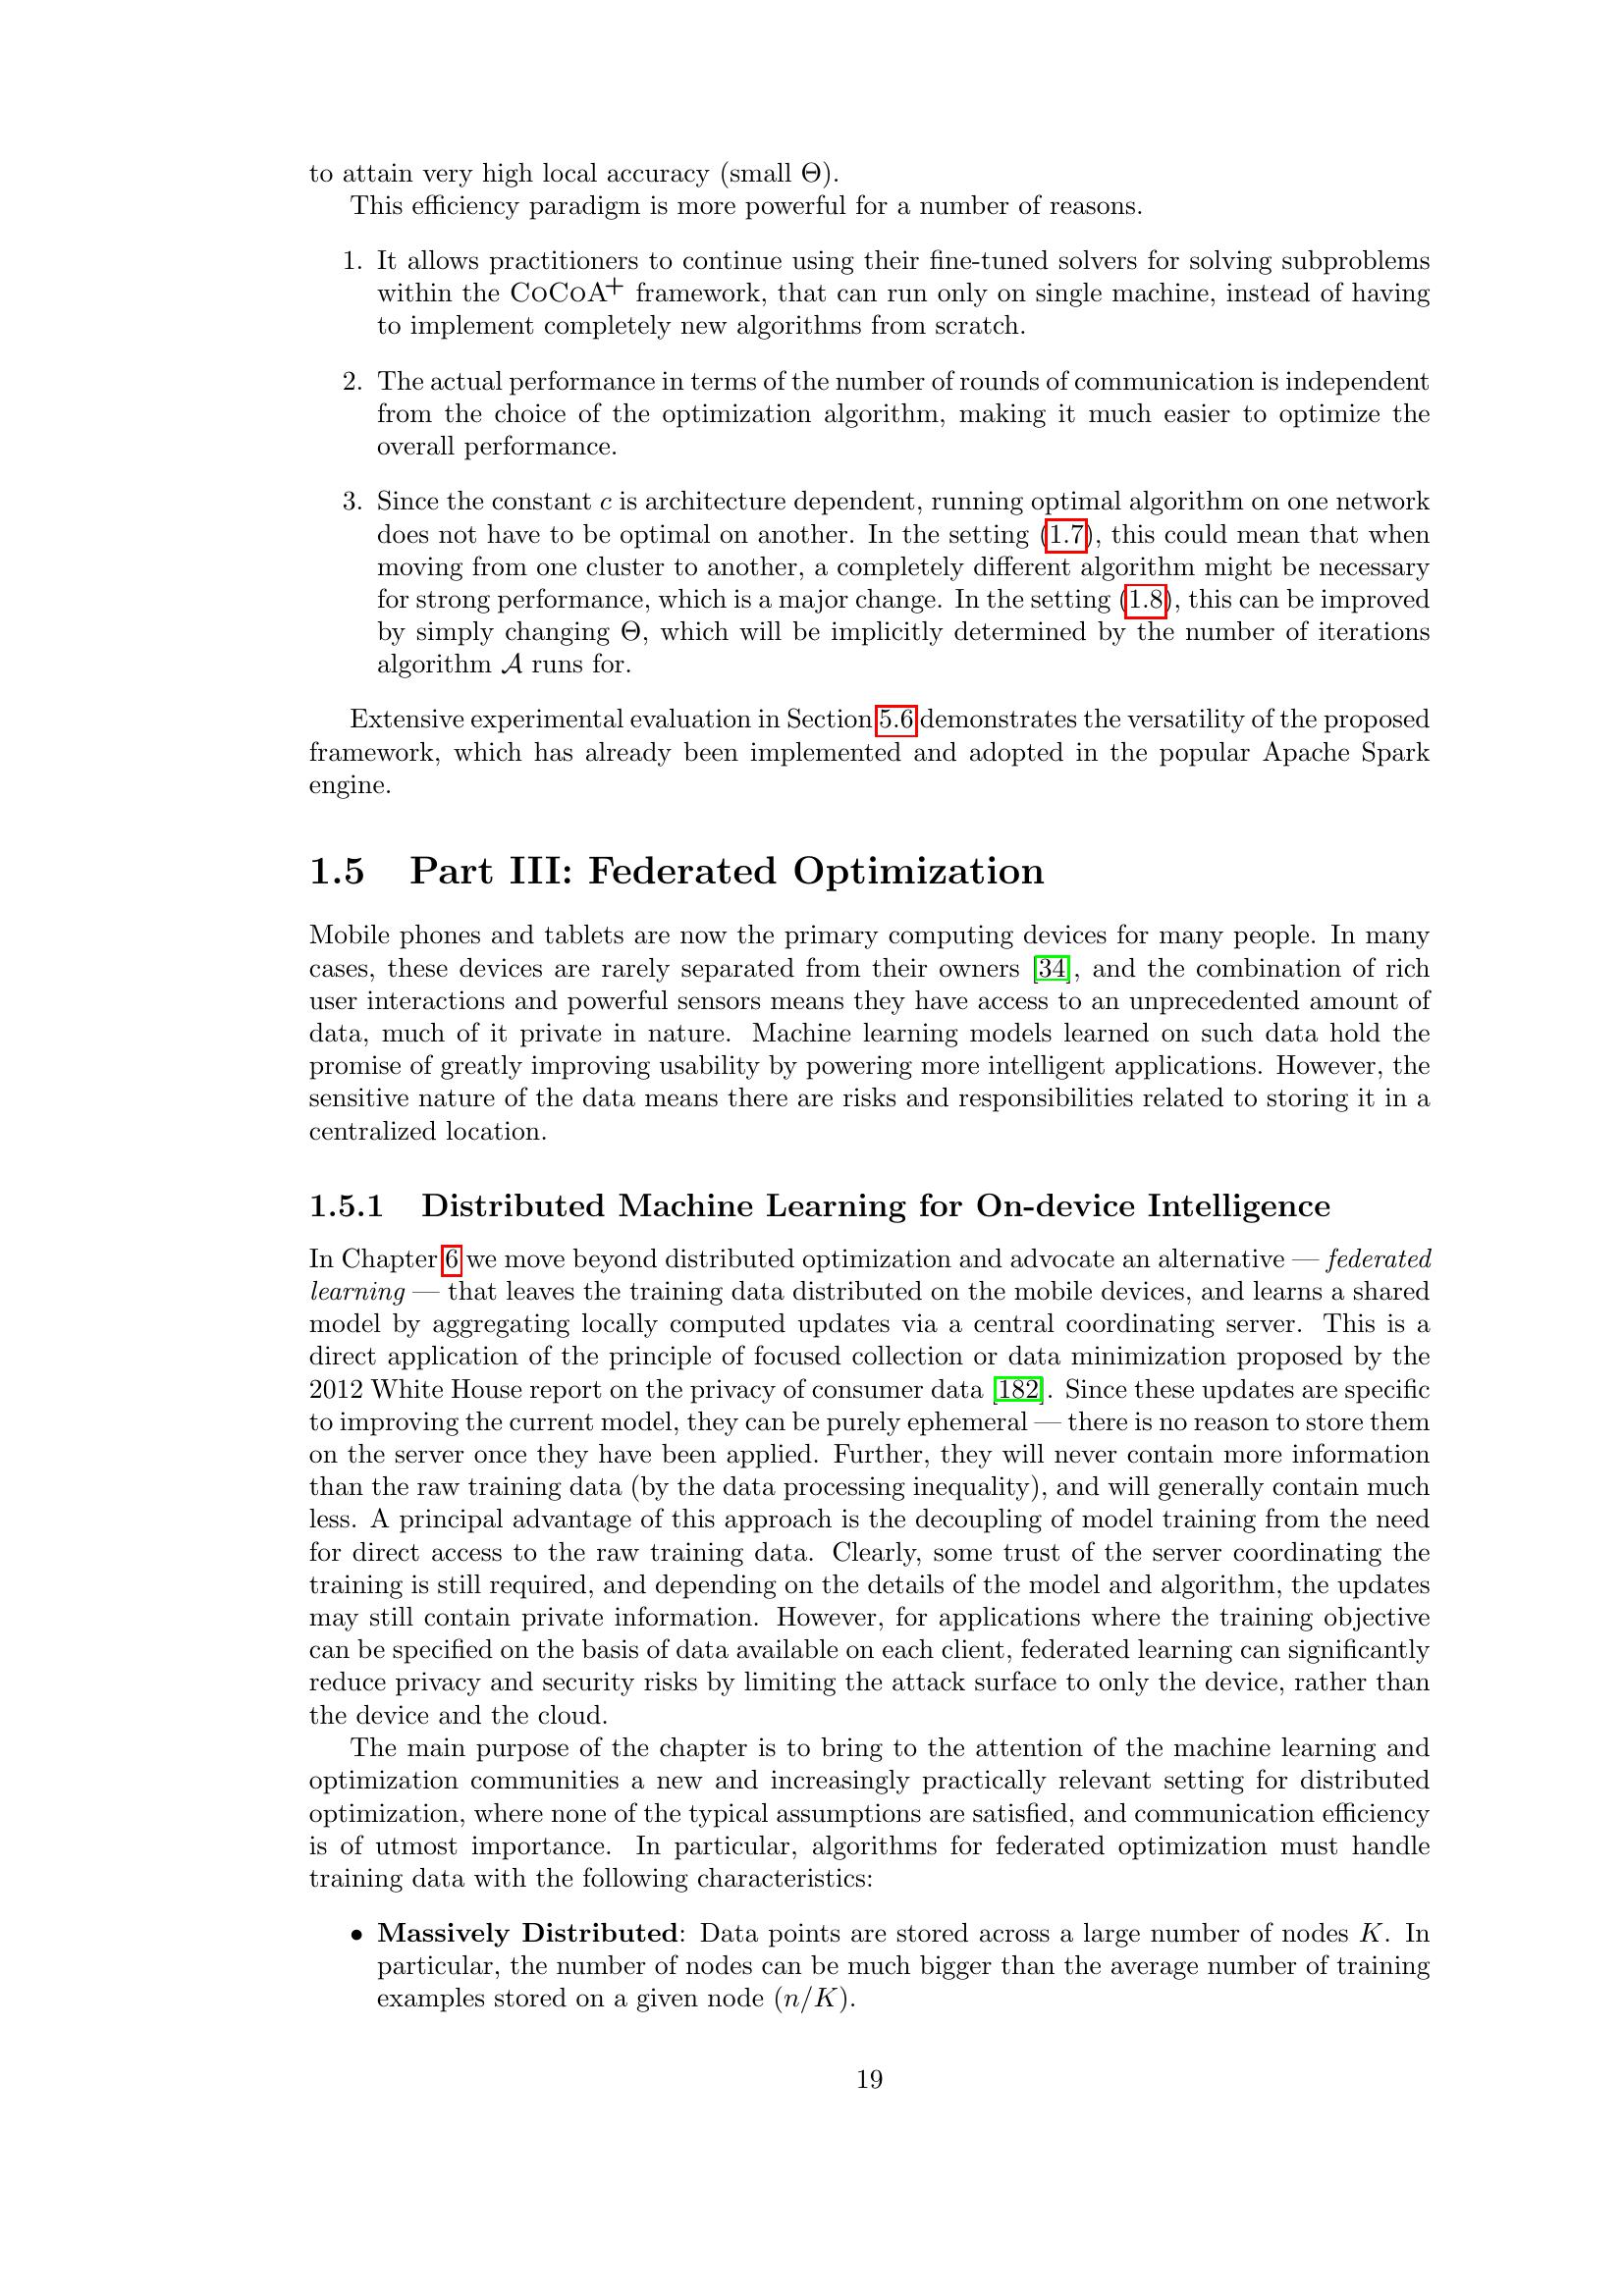 to attain very high local accuracy (small Θ).
This efficiency paradigm is more powerful for a number of reasons.
1. It allows practitioners to continue using their fine-tuned solvers for solving subproblems
within the CoCoA+ framework, that can run only on single machine, instead of having
to implement completely new algorithms from scratch.
2. The actual performance in terms of the number of rounds of communication is independent
from the choice of the optimization algorithm, making it much easier to optimize the
overall performance.
3. Since the constant c is architecture dependent, running optimal algorithm on one network
does not have to be optimal on another. In the setting (1.7), this could mean that when
moving from one cluster to another, a completely different algorithm might be necessary
for strong performance, which is a major change. In the setting (1.8), this can be improved
by simply changing Θ, which will be implicitly determined by the number of iterations
algorithm 𝒜 runs for.
Extensive experimental evaluation in Section 5.6 demonstrates the versatility of the proposed
framework, which has already been implemented and adopted in the popular Apache Spark
engine.
1.5 Part III: Federated Optimization
Mobile phones and tablets are now the primary computing devices for many people. In many
cases, these devices are rarely separated from their owners [34], and the combination of rich
user interactions and powerful sensors means they have access to an unprecedented amount of
data, much of it private in nature. Machine learning models learned on such data hold the
promise of greatly improving usability by powering more intelligent applications. However, the
sensitive nature of the data means there are risks and responsibilities related to storing it in a
centralized location.
1.5.1 Distributed Machine Learning for On-device Intelligence
In Chapter 6 we move beyond distributed optimization and advocate an alternative — federated
learning — that leaves the training data distributed on the mobile devices, and learns a shared
model by aggregating locally computed updates via a central coordinating server. This is a
direct application of the principle of focused collection or data minimization proposed by the
2012 White House report on the privacy of consumer data [182]. Since these updates are specific
to improving the current model, they can be purely ephemeral — there is no reason to store them
on the server once they have been applied. Further, they will never contain more information
than the raw training data (by the data processing inequality), and will generally contain much
less. A principal advantage of this approach is the decoupling of model training from the need
for direct access to the raw training data. Clearly, some trust of the server coordinating the
training is still required, and depending on the details of the model and algorithm, the updates
may still contain private information. However, for applications where the training objective
can be specified on the basis of data available on each client, federated learning can significantly
reduce privacy and security risks by limiting the attack surface to only the device, rather than
the device and the cloud.
The main purpose of the chapter is to bring to the attention of the machine learning and
optimization communities a new and increasingly practically relevant setting for distributed
optimization, where none of the typical assumptions are satisfied, and communication efficiency
is of utmost importance. In particular, algorithms for federated optimization must handle
training data with the following characteristics:
• Massively Distributed: Data points are stored across a large number of nodes K. In
particular, the number of nodes can be much bigger than the average number of training
examples stored on a given node (n/K).
19